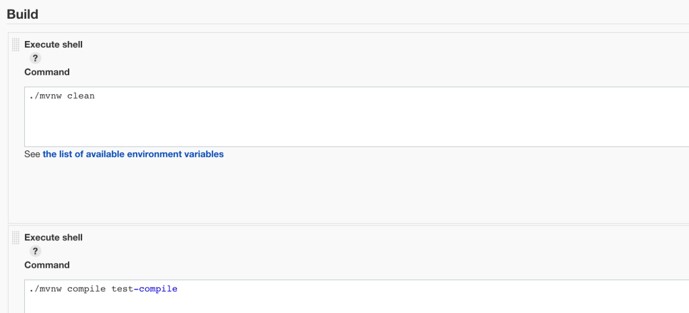 Build
Execute shell
?
Command
./mvnw clean
See the list of available environment variables
Execute shell
?
Command
./mvnw compile test-compile